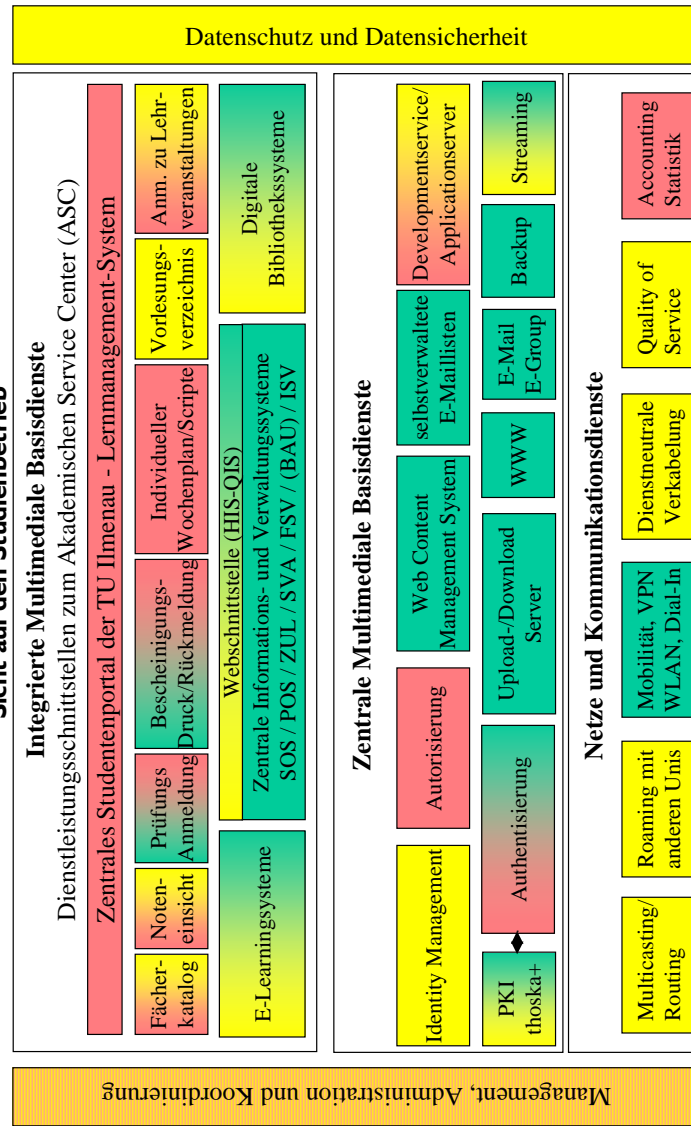 Sicht auf den Studienbetrieb
Datenschutz und Datensicherheit
Integrierte Multimediale Basisdienste
Dienstleistungsschnittstellen zum Akademischen Service Center (ASC)
Zentrales Studentenportal der TU Ilmenau - Lernmanagement-System
Fächer-
katalog
Noten-
einsicht
Prüfungs
Anmeldung
Bescheinigungs-
Druck/Rückmeldung
Individueller
Wochenplan/Scripte
Vorlesungs-
verzeichnis
Anm. zu Lehr-
veranstaltungen
E-Learningsysteme
Webschnittstelle (HIS-QIS)
Zentrale Informations- und Verwaltungssysteme
SOS / POS / ZUL / SVA / FSV / (BAU) / ISV
Digitale
Bibliothekssysteme
Zentrale Multimediale Basisdienste
Identity Management
Autorisierung
Web Content
Management System
selbstverwaltete
E-Maillisten
Developmentservice/
Applicationserver
PKI
thoska+
Authentisierung
Upload-/Download
Server
WWW
E-Mail
E-Group
Backup
Streaming
Netze und Kommunikationsdienste
Multicasting/
Routing
Roaming mit
anderen Unis
Mobilität, VPN
WLAN, Dial-In
Dienstneutrale
Verkabelung
Quality of
Service
Accounting
Statistik
Management, Administration und Koordinierung